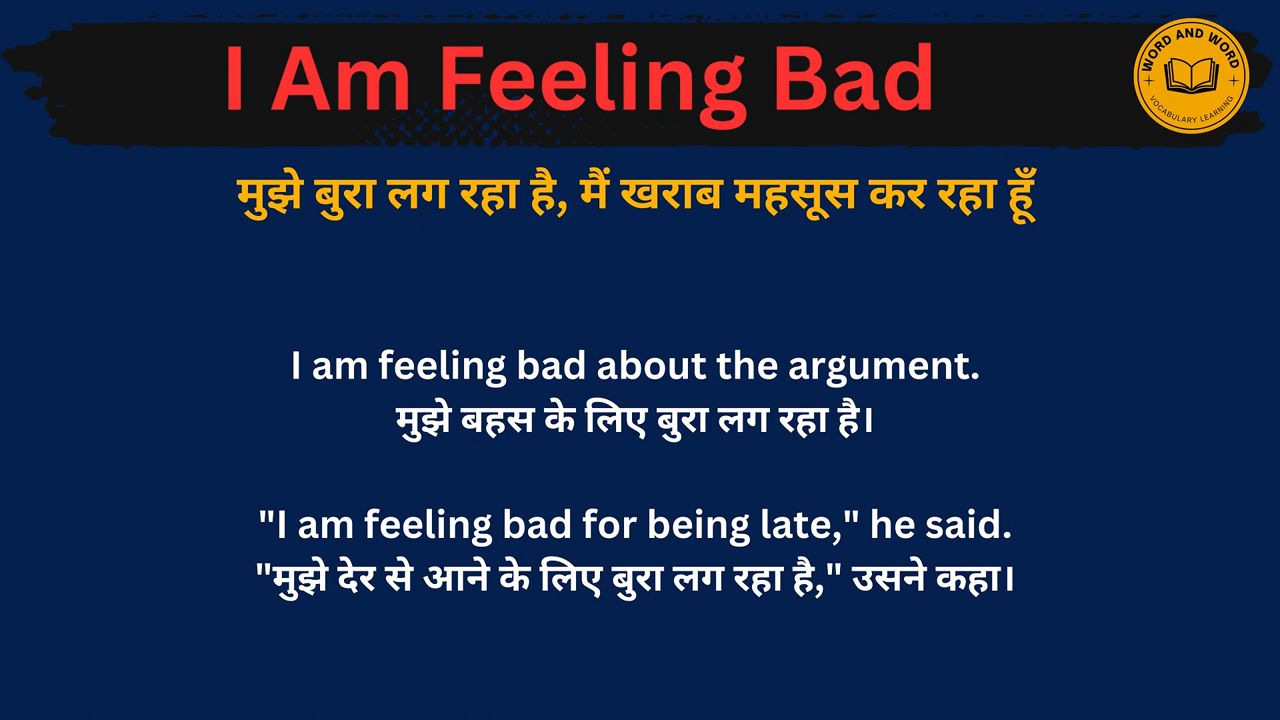 I Am Feeling Bad
WORD AND WORD
VOCABULARY LEARNING
मुझे बुरा लग रहा है, मैं खराब महसूस कर रहा हूँ
I am feeling bad about the argument.
मुझे बहस के लिए बुरा लग रहा है।
"I am feeling bad for being late," he said.
"मुझे देर से आने के लिए बुरा लग रहा है," उसने कहा।